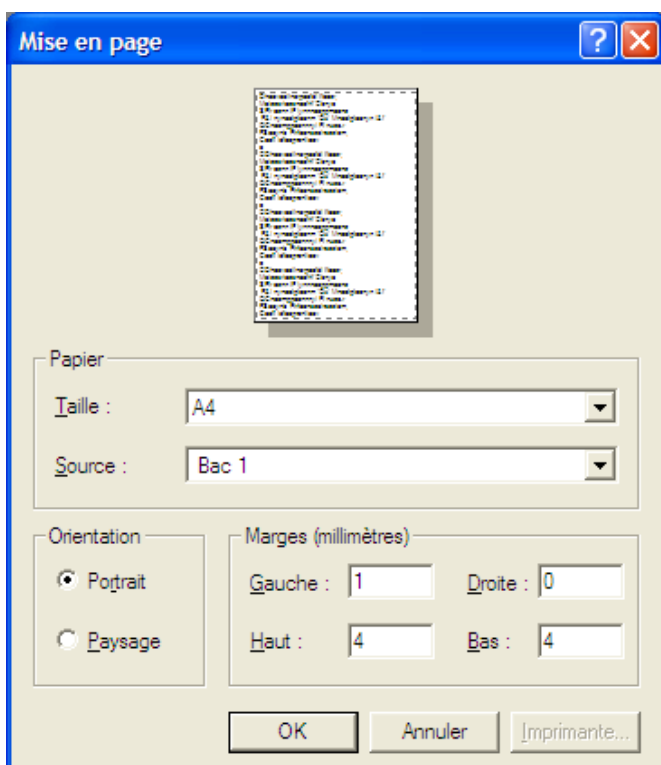 Mise en page
Papier
Taille : A4
Source : Bac 1
Orientation
Portrait
Paysage
Marges (millimètres)
Gauche : 1 Droite : 0
Haut : 4 Bas : 4
OK Annuler Imprimante...